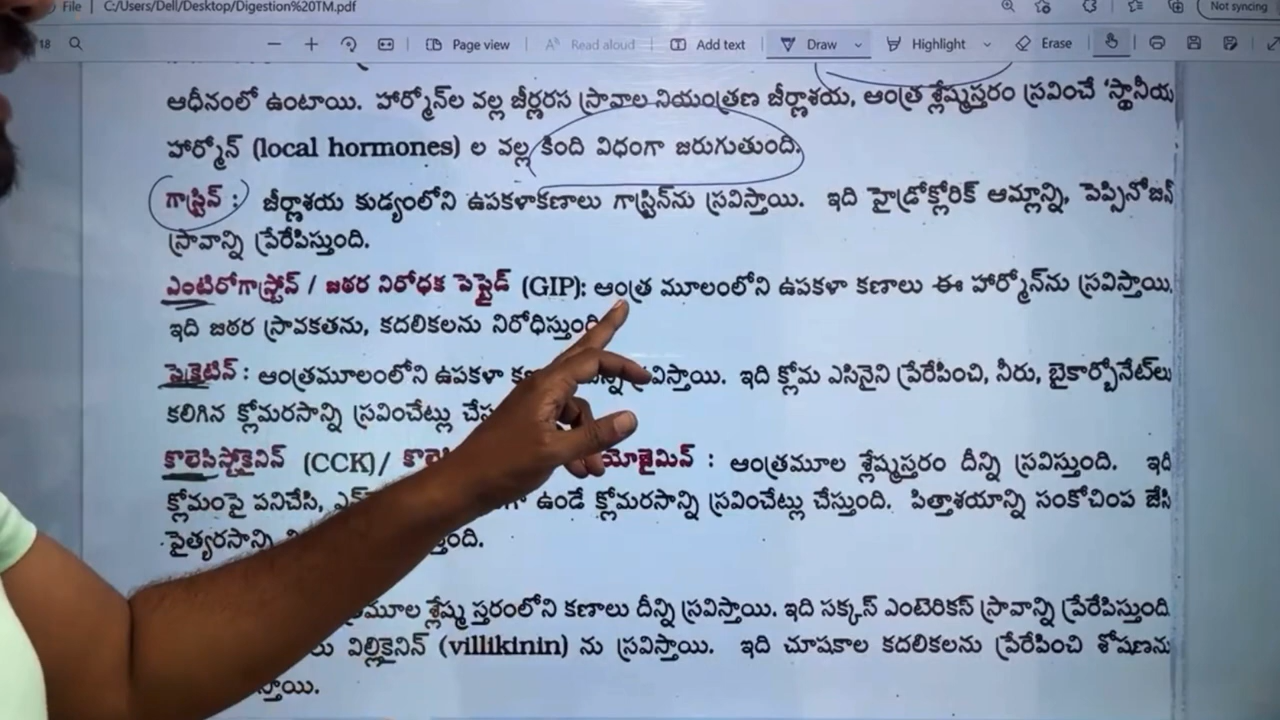 File | C:/Users/Dell/Desktop/Digestion%20TM.pdf Not syncing
18 Page view Read aloud Add text Draw Highlight Erase
ఆధీనంలో ఉంటాయి. హార్మోన్‌ల వల్ల జీర్ణరస స్రావాల నియంత్రణ జీర్ణాశయ, ఆంత్ర శ్లేష్మస్తరం స్రవించే ‘స్థానీయ
హార్మోన్ (local hormones) ల వల్ల కింది విధంగా జరుగుతుంది.
గాస్ట్రిన్ : జీర్ణాశయ కుడ్యంలోని ఉపకళాకణాలు గాస్ట్రిన్‌ను స్రవిస్తాయి. ఇది హైడ్రోక్లోరిక్ ఆమ్లాన్ని, పెప్సినోజన్
స్రావాన్ని ప్రేరేపిస్తుంది.
ఎంటిరోగాస్ట్రోన్ / జఠర నిరోధక పెప్టైడ్ (GIP): ఆంత్ర మూలంలోని ఉపకళా కణాలు ఈ హార్మోన్‌ను స్రవిస్తాయి.
ఇది జఠర స్రావకతను, కదలికలను నిరోధిస్తుంది
సెక్రెటిన్ : ఆంత్రమూలంలోని ఉపకళా స్రవిస్తాయి. ఇది క్లోమ ఎసినైని ప్రేరేపించి, నీరు, బైకార్బోనేట్‌లు
కలిగిన క్లోమరసాన్ని స్రవించేట్లు
కొలెసిస్టోకైనిన్ (CCK)/ : ఆంత్రమూల శ్లేష్మస్తరం దీన్ని స్రవిస్తుంది. ఇది
క్లోమంపై పనిచేసి, ఉండే క్లోమరసాన్ని స్రవించేట్లు చేస్తుంది. పిత్తాశయాన్ని సంకోచింప జేసి
పైత్యరసాన్ని
శ్లేష్మ స్తరంలోని కణాలు దీన్ని స్రవిస్తాయి. ఇది సక్కస్ ఎంటెరికస్ స్రావాన్ని ప్రేరేపిస్తుంది
విల్లికైనిన్ (villikinin) ను స్రవిస్తాయి. ఇది చూషకాల కదలికలను ప్రేరేపించి శోషణను